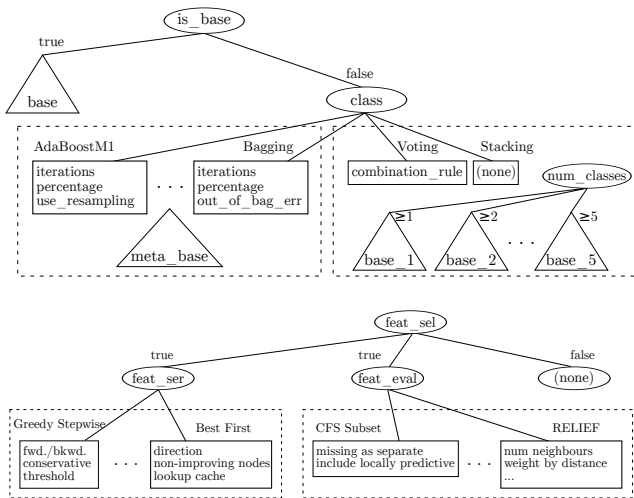 is_base
true
false
base
class
AdaBoostM1
Bagging
Voting
Stacking
iterations
percentage
use_resampling
. . .
iterations
percentage
out_of_bag_err
combination_rule
(none)
num_classes
meta_base
≥1
≥2
≥5
base_1
base_2
. . .
base_5
feat_sel
true
true
false
feat_ser
feat_eval
(none)
Greedy Stepwise
Best First
CFS Subset
RELIEF
fwd./bkwd.
conservative
threshold
. . .
direction
non-improving nodes
lookup cache
missing as separate
include locally predictive
. . .
num neighbours
weight by distance
...